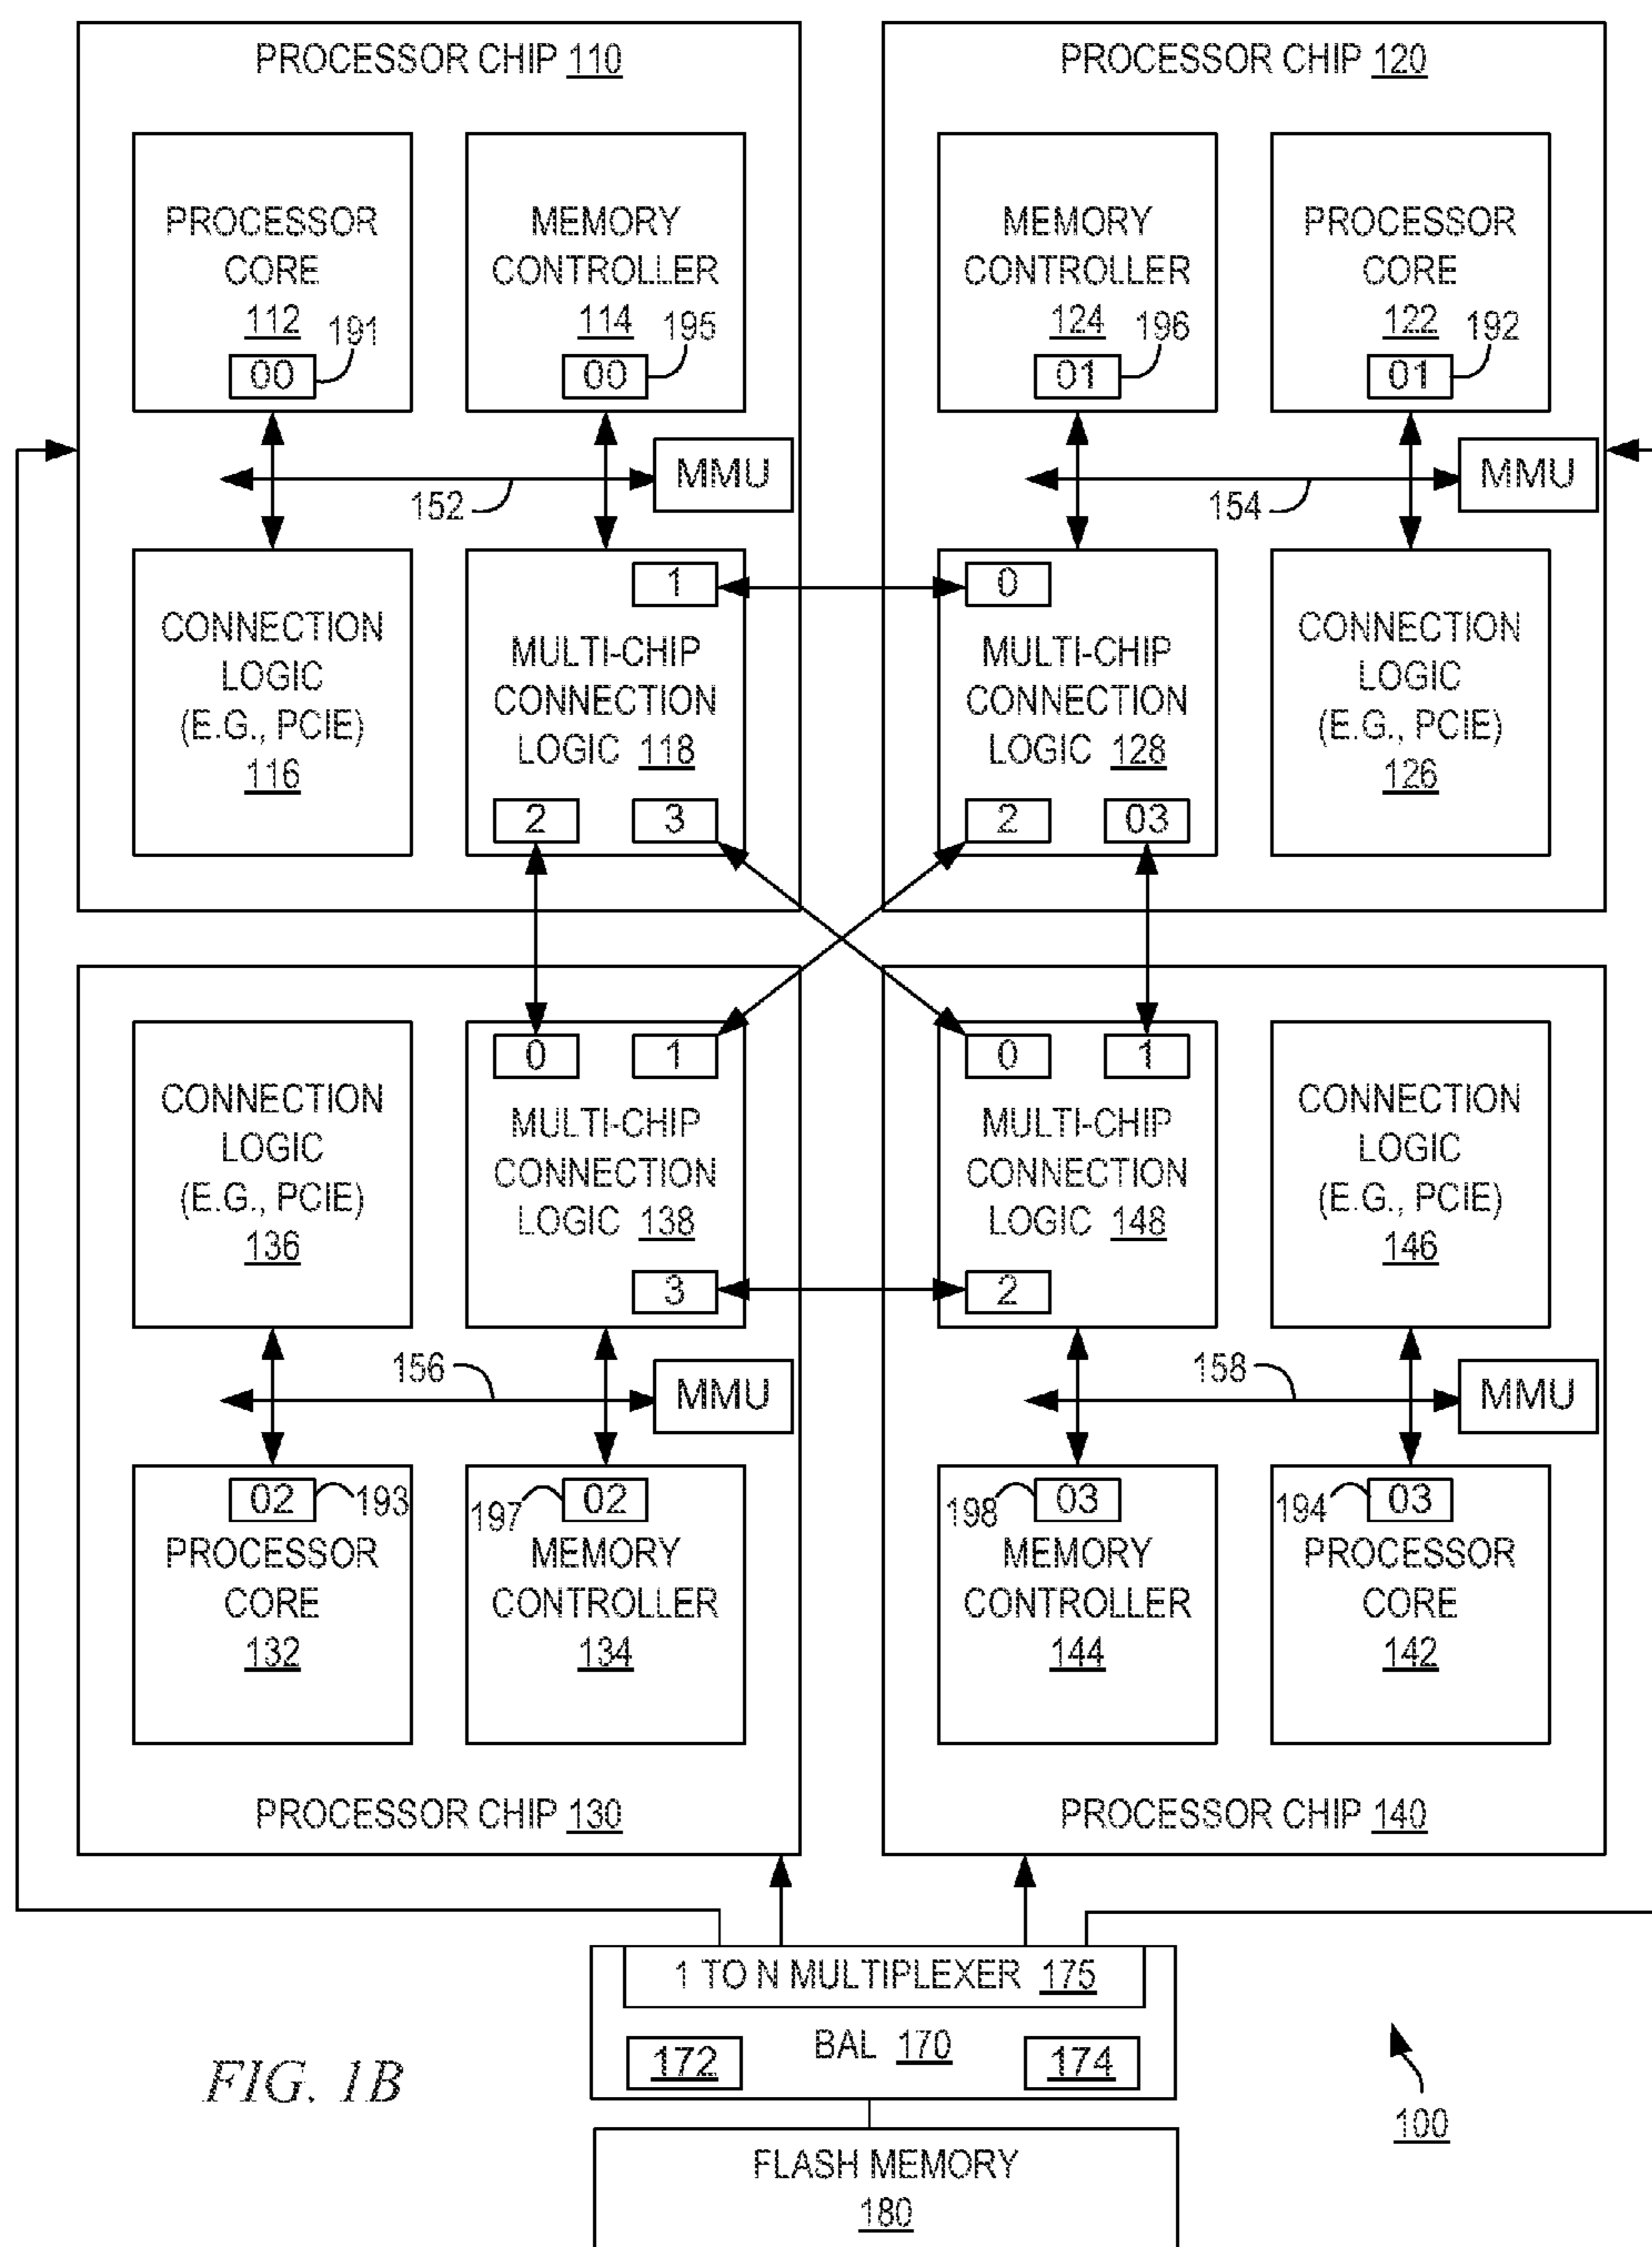 PROCESSOR CHIP 110
PROCESSOR
CORE
112
191
00
MEMORY
CONTROLLER
114
195
00
152
MMU
CONNECTION
LOGIC
(E.G., PCIE)
116
1
MULTI-CHIP
CONNECTION
LOGIC 118
2
3
PROCESSOR CHIP 120
MEMORY
CONTROLLER
124
196
01
PROCESSOR
CORE
122
192
01
154
MMU
0
MULTI-CHIP
CONNECTION
LOGIC 128
2
03
CONNECTION
LOGIC
(E.G., PCIE)
126
CONNECTION
LOGIC
(E.G., PCIE)
136
0
1
MULTI-CHIP
CONNECTION
LOGIC 138
3
156
MMU
02
193
PROCESSOR
CORE
132
197
02
MEMORY
CONTROLLER
134
PROCESSOR CHIP 130
0
1
MULTI-CHIP
CONNECTION
LOGIC 148
2
CONNECTION
LOGIC
(E.G., PCIE)
146
158
MMU
198
03
MEMORY
CONTROLLER
144
194
03
PROCESSOR
CORE
142
PROCESSOR CHIP 140
1 TO N MULTIPLEXER 175
BAL 170
172
174
FIG. 1B
100
FLASH MEMORY
180